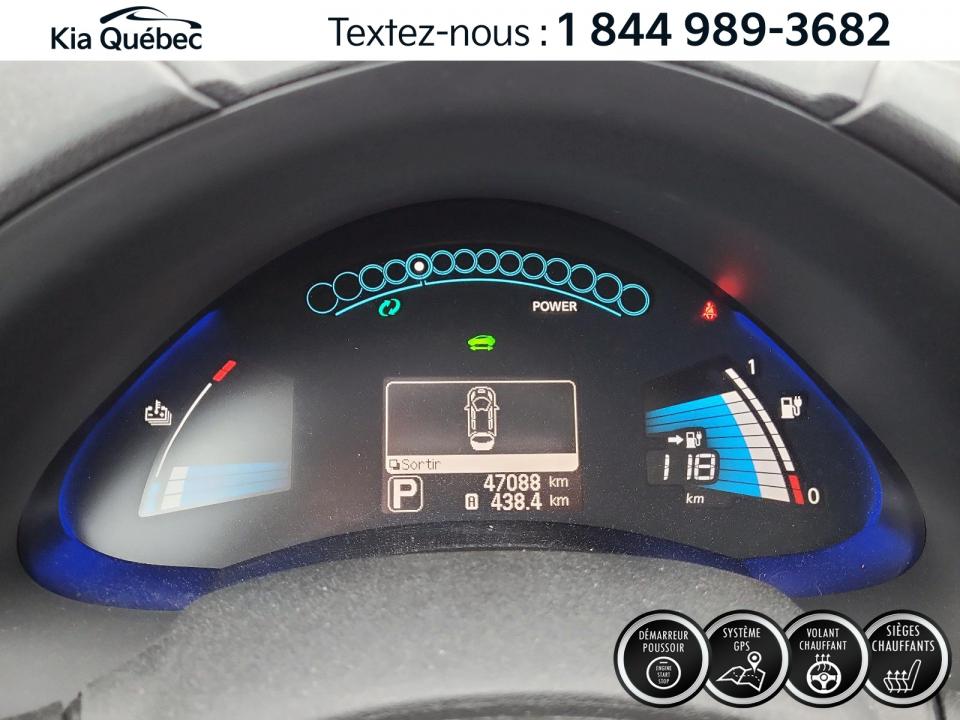 Kia Québec
Textez-nous : 1 844 989-3682
POWER
1
Sortir
118
47088 km
P
A 438.4 km
km
0
DÉMARREUR POUSSOIR
ENGINE START STOP
SYSTÈME GPS
VOLANT CHAUFFANT
SIÈGES CHAUFFANTS